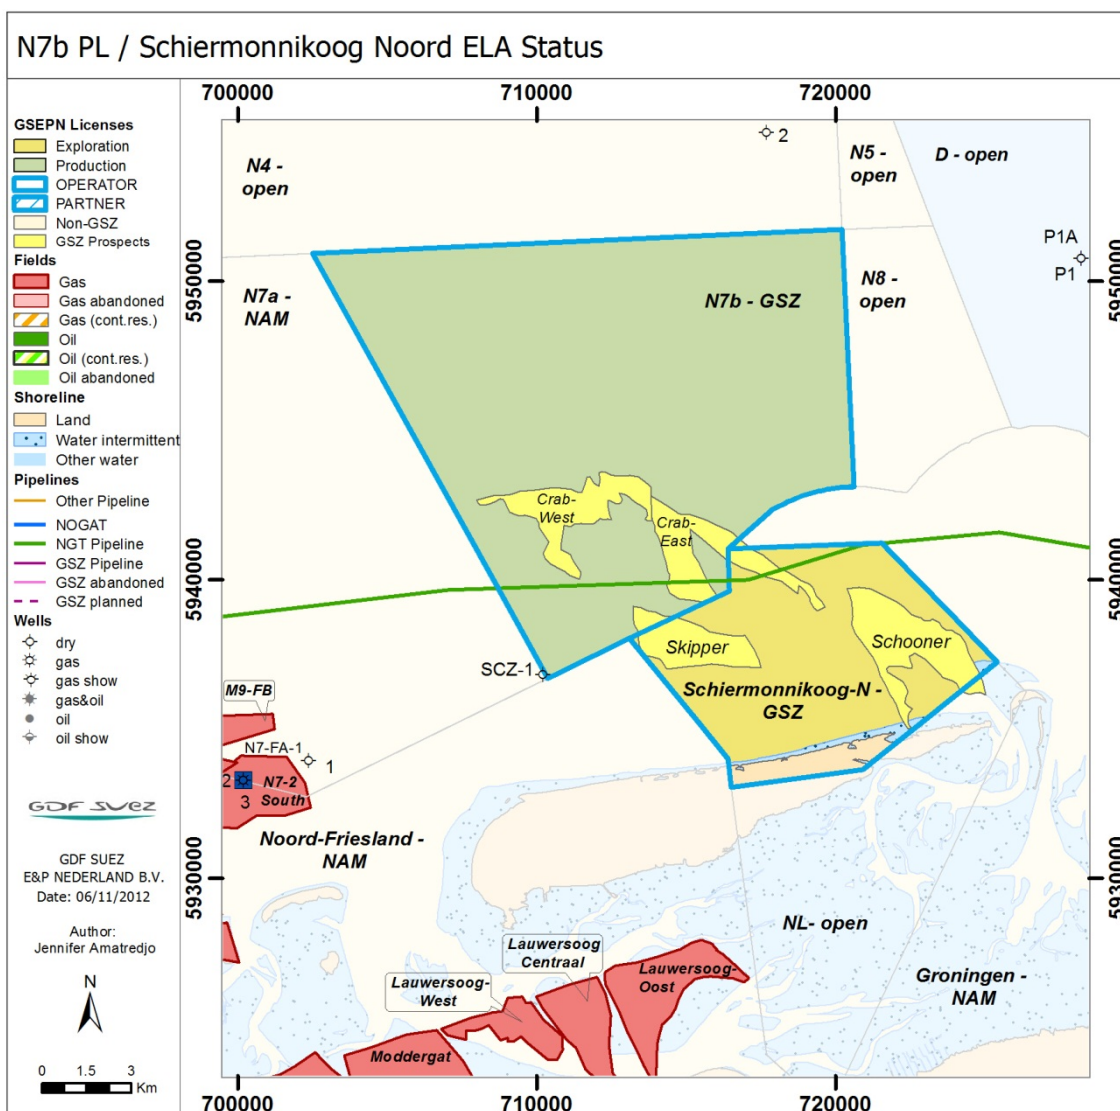 N7b PL / Schiermonnikoog Noord ELA Status
700000
710000
720000
GSEPN Licenses
Exploration
Production
OPERATOR
PARTNER
Non-GSZ
GSZ Prospects
Fields
Gas
Gas abandoned
Gas (cont.res.)
Oil
Oil (cont.res.)
Oil abandoned
Shoreline
Land
Water intermittent
Other water
Pipelines
Other Pipeline
NOGAT
NGT Pipeline
GSZ Pipeline
GSZ abandoned
GSZ planned
Wells
dry
gas
gas show
gas&oil
oil
oil show
GDF SUEZ
GDF SUEZ
E&P NEDERLAND B.V.
Date: 06/11/2012
Author:
Jennifer Amatredjo
N
0 1.5 3
Km
5950000
5940000
5930000
N4 -
open
2
N5 -
open
D - open
P1A
P1
N7a -
NAM
N7b - GSZ
N8 -
open
Crab-
West
Crab-
East
Skipper
Schooner
SCZ-1
Schiermonnikoog-N -
GSZ
M9-FB
N7-FA-1
1
2
3
N7-2
South
Noord-Friesland -
NAM
NL- open
Lauwersoog
Centraal
Lauwersoog-
Oost
Lauwersoog-
West
Groningen -
NAM
Moddergat
5950000
5940000
5930000
700000
710000
720000